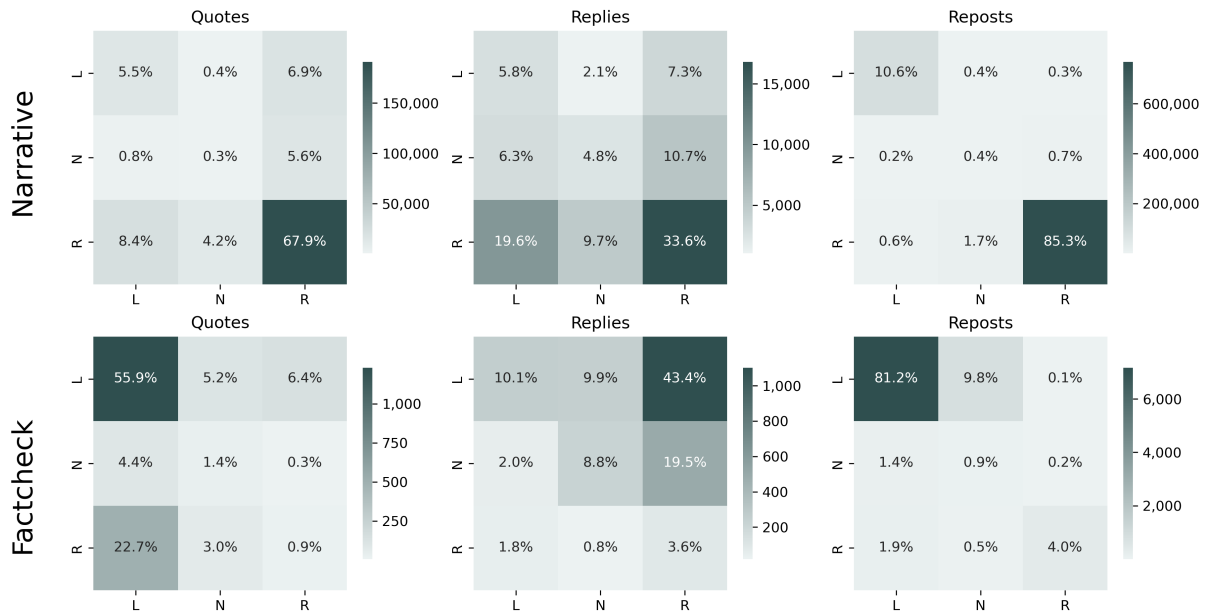 Quotes Replies Reposts
Narrative
L 5.5% 0.4% 6.9% 150,000 L 5.8% 2.1% 7.3% 15,000 L 10.6% 0.4% 0.3% 600,000
N 0.8% 0.3% 5.6% 100,000 N 6.3% 4.8% 10.7% 10,000 N 0.2% 0.4% 0.7% 400,000
R 8.4% 4.2% 67.9% 50,000 R 19.6% 9.7% 33.6% 5,000 R 0.6% 1.7% 85.3% 200,000
L N R L N R L N R
Quotes Replies Reposts
Factcheck
L 55.9% 5.2% 6.4% 1,000 L 10.1% 9.9% 43.4% 1,000 L 81.2% 9.8% 0.1% 6,000
750 800
N 4.4% 1.4% 0.3% N 2.0% 8.8% 19.5% 600 N 1.4% 0.9% 0.2% 4,000
500 400
R 22.7% 3.0% 0.9% 250 R 1.8% 0.8% 3.6% 200 R 1.9% 0.5% 4.0% 2,000
L N R L N R L N R